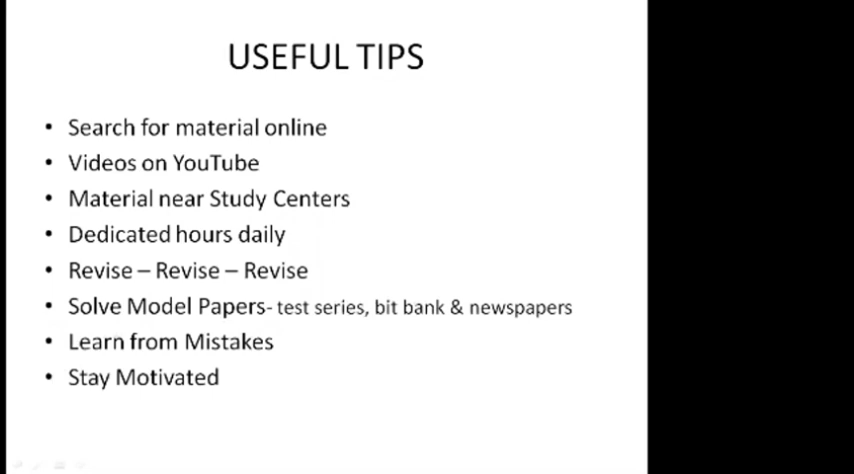 USEFUL TIPS
• Search for material online
• Videos on YouTube
• Material near Study Centers
• Dedicated hours daily
• Revise – Revise – Revise
• Solve Model Papers- test series, bit bank & newspapers
• Learn from Mistakes
• Stay Motivated